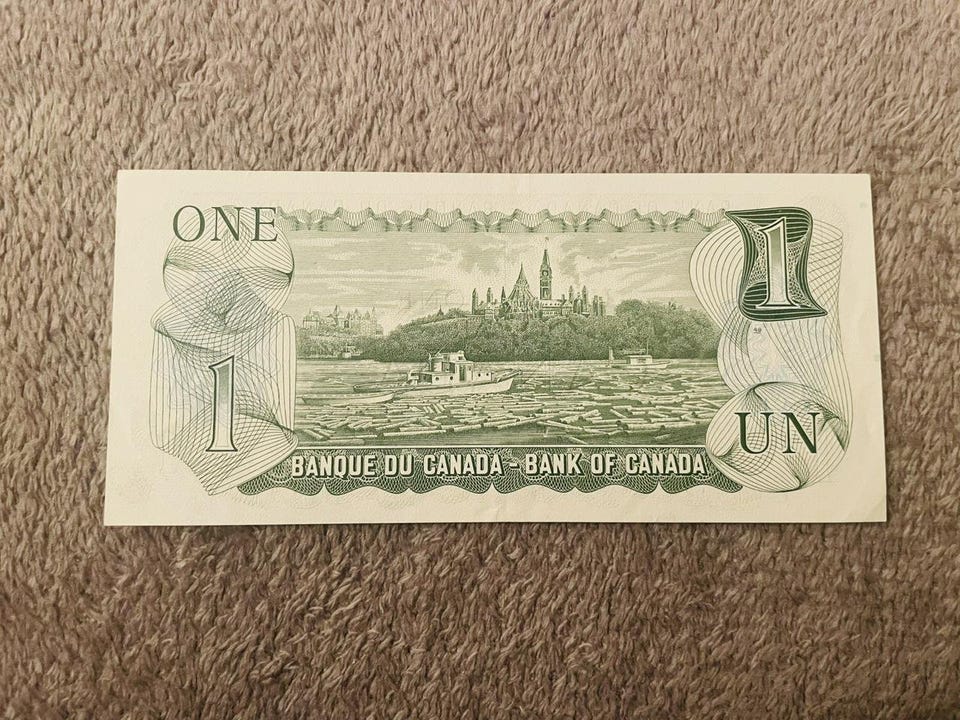 ONE
1
1
UN
BANQUE DU CANADA - BANK OF CANADA